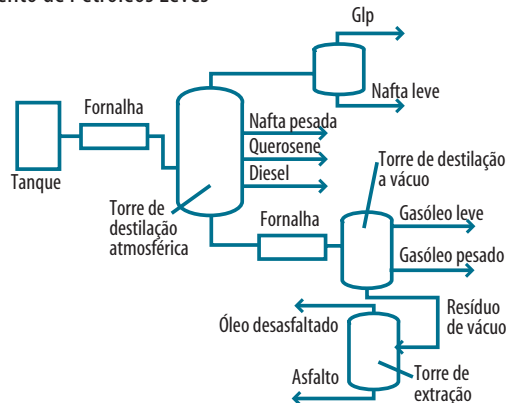 ento de Petróleos Leves
Glp
Nafta leve
Fornalha
Tanque
Nafta pesada
Querosene
Diesel
Torre de
destilação
atmosférica
Fornalha
Torre de destilação
a vácuo
Gasóleo leve
Gasóleo pesado
Resíduo
de vácuo
Óleo desasfaltado
Asfalto
Torre de
extração